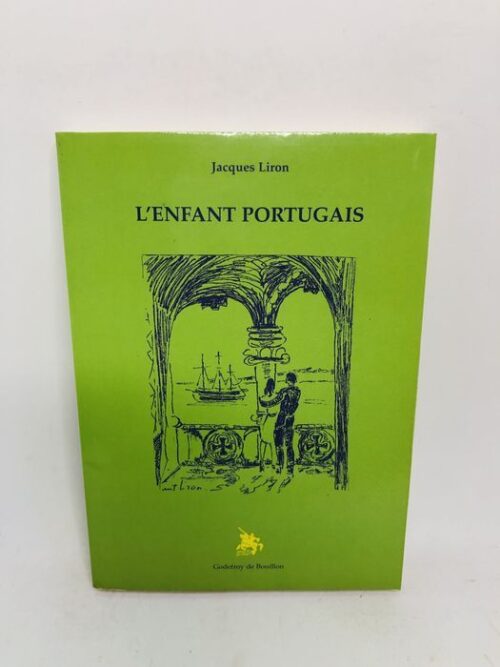 Jacques Liron
L'ENFANT PORTUGAIS
Godefroy de Bouillon